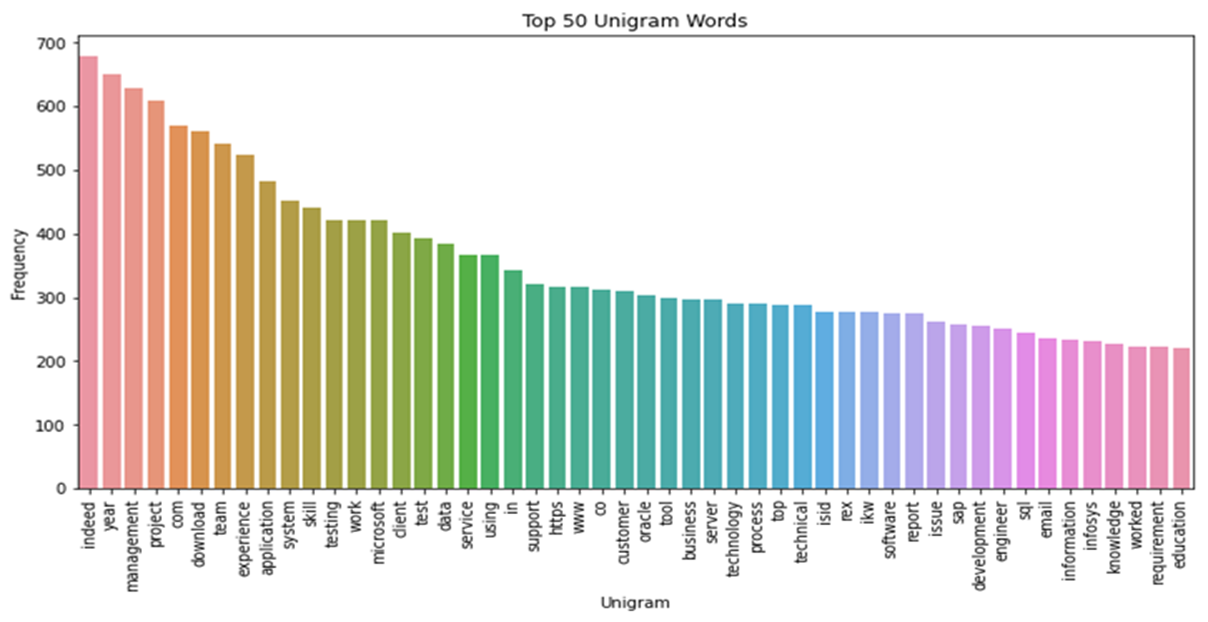 Top 50 Unigram Words
700
600
500
400
300
200
100
0
Frequency
indeed
year
management
project
com
download
team
experience
application
system
skill
testing
work
microsoft
client
test
data
service
using
in
support
https
www
co
customer
oracle
tool
business
server
technology
process
top
technical
isid
rex
ikw
software
report
issue
sap
development
engineer
sql
email
information
infosys
knowledge
worked
requirement
education
Unigram